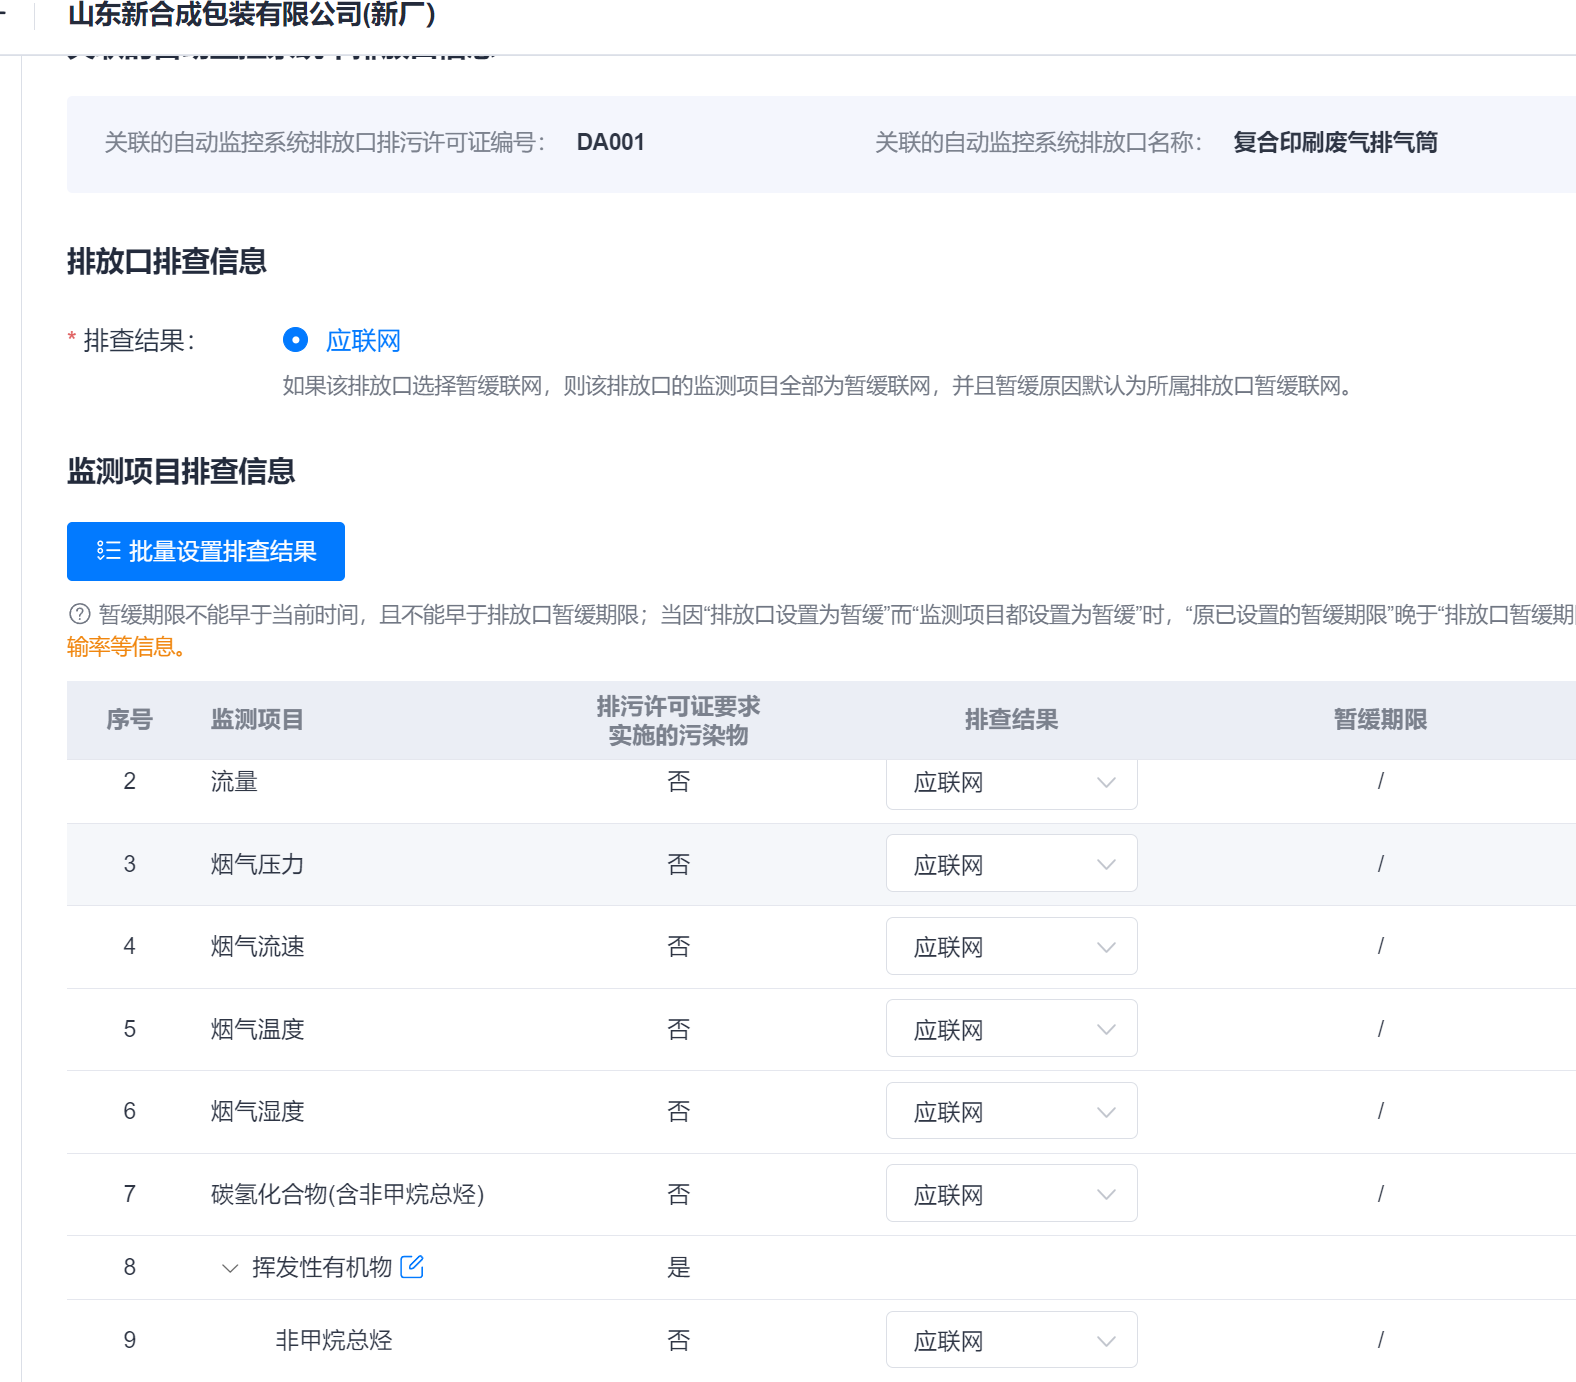 山东新合成包装有限公司(新厂)
关联的自动监控系统排放口排污许可证编号： DA001 关联的自动监控系统排放口名称： 复合印刷废气排气筒
排放口排查信息
* 排查结果： 应联网
如果该排放口选择暂缓联网，则该排放口的监测项目全部为暂缓联网，并且暂缓原因默认为所属排放口暂缓联网。
监测项目排查信息
批量设置排查结果
暂缓期限不能早于当前时间，且不能早于排放口暂缓期限；当因“排放口设置为暂缓”而“监测项目都设置为暂缓”时，“原已设置的暂缓期限”晚于“排放口暂缓期
输率等信息。
序号 监测项目 排污许可证要求 排查结果 暂缓期限
实施的污染物
2 流量 否 应联网 /
3 烟气压力 否 应联网 /
4 烟气流速 否 应联网 /
5 烟气温度 否 应联网 /
6 烟气湿度 否 应联网 /
7 碳氢化合物(含非甲烷总烃) 否 应联网 /
8 挥发性有机物 是
9 非甲烷总烃 否 应联网 /